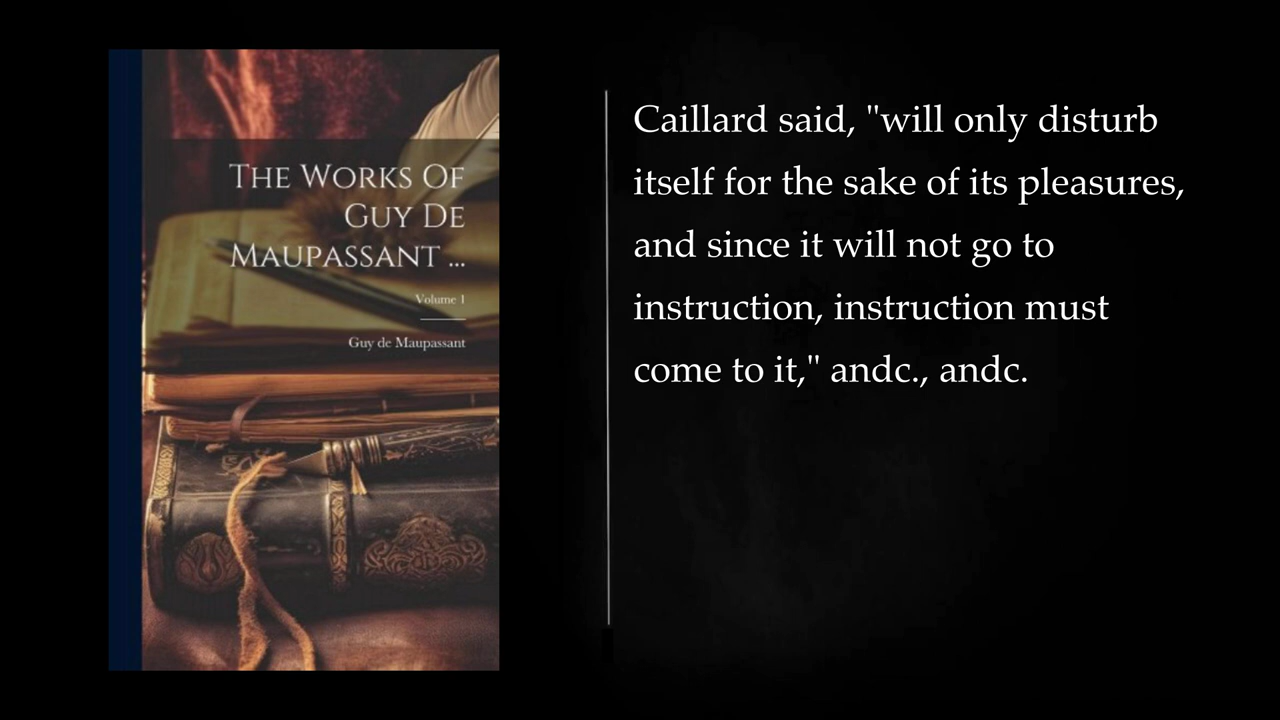 The Works Of
Guy De
Maupassant ...
Volume 1
Guy de Maupassant
Caillard said, "will only disturb
itself for the sake of its pleasures,
and since it will not go to
instruction, instruction must
come to it," andc., andc.